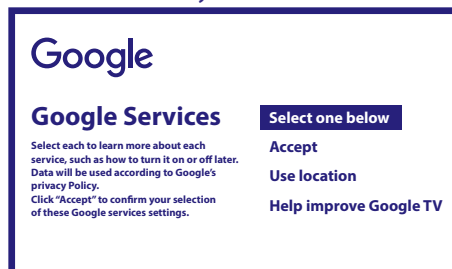 Google
Google Services
Select each to learn more about each
service, such as how to turn it on or off later.
Data will be used according to Google's
privacy Policy.
Click “Accept” to confirm your selection
of these Google services settings.
Select one below
Accept
Use location
Help improve Google TV